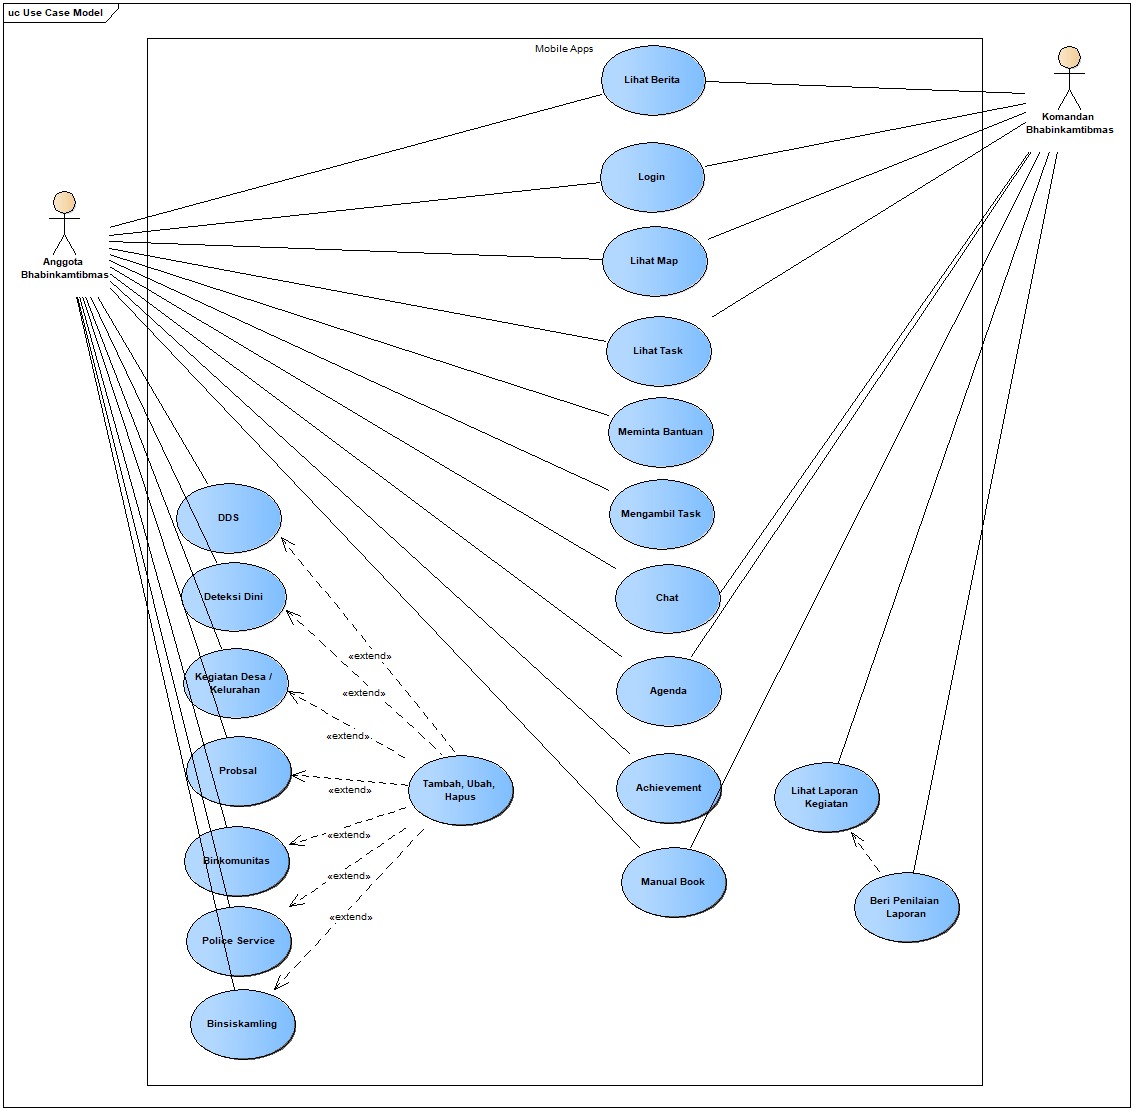 uc Use Case Model
Mobile Apps
Lihat Berita
Komandan
Bhabinkamtibmas
Login
Anggota
Bhabinkamtibmas
Lihat Map
Lihat Task
Meminta Bantuan
Mengambil Task
DDS
Deteksi Dini
Chat
«extend»
Kegiatan Desa /
Kelurahan
«extend»
Agenda
«extend»
Probsal
Tambah, Ubah,
Hapus
«extend»
Achievement
Lihat Laporan
Kegiatan
«extend»
Binkomunitas
«extend»
Manual Book
Beri Penilaian
Laporan
«extend»
Police Service
Binsiskamling